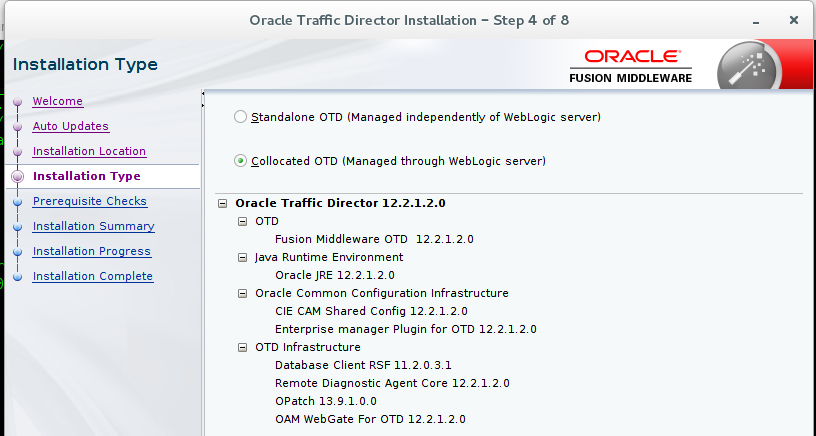 Oracle Traffic Director Installation – Step 4 of 8
Installation Type
ORACLE
FUSION MIDDLEWARE
Welcome
Auto Updates
Installation Location
Installation Type
Prerequisite Checks
Installation Summary
Installation Progress
Installation Complete
Standalone OTD (Managed independently of WebLogic server)
Collocated OTD (Managed through WebLogic server)
Oracle Traffic Director 12.2.1.2.0
OTD
Fusion Middleware OTD 12.2.1.2.0
Java Runtime Environment
Oracle JRE 12.2.1.2.0
Oracle Common Configuration Infrastructure
CIE CAM Shared Config 12.2.1.2.0
Enterprise manager Plugin for OTD 12.2.1.2.0
OTD Infrastructure
Database Client RSF 11.2.0.3.1
Remote Diagnostic Agent Core 12.2.1.2.0
OPatch 13.9.1.0.0
OAM WebGate For OTD 12.2.1.2.0